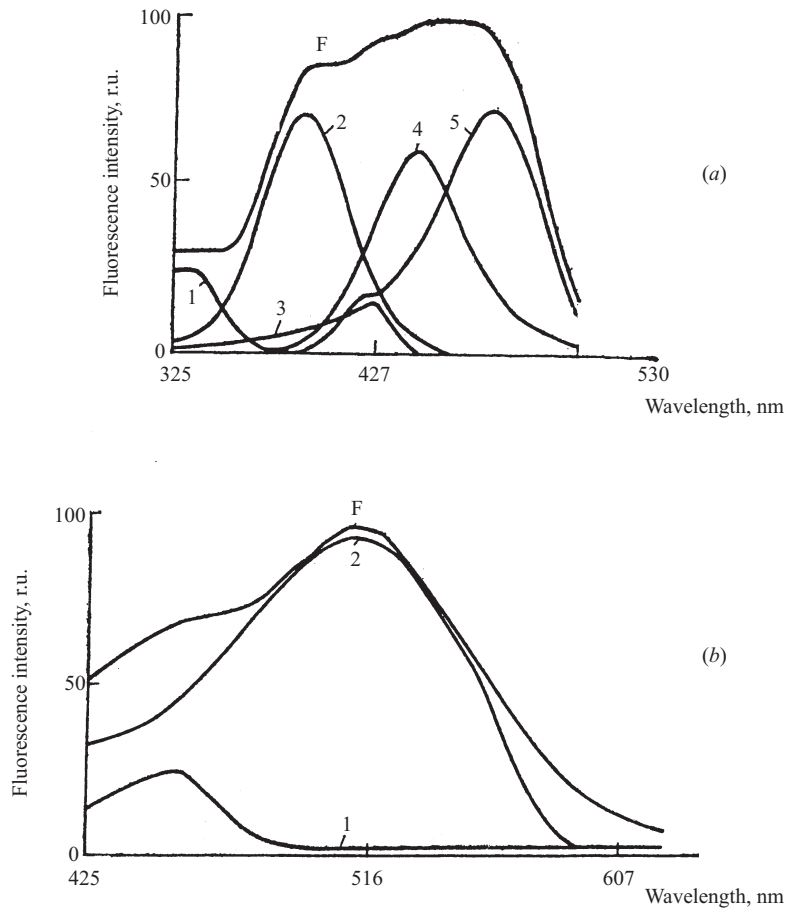 100
F
2
4
5
(a)
Fluorescence intensity, r.u.
50
1
3
0
325
427
530
Wavelength, nm
100
F
2
(b)
Fluorescence intensity, r.u.
50
1
0
425
516
607
Wavelength, nm